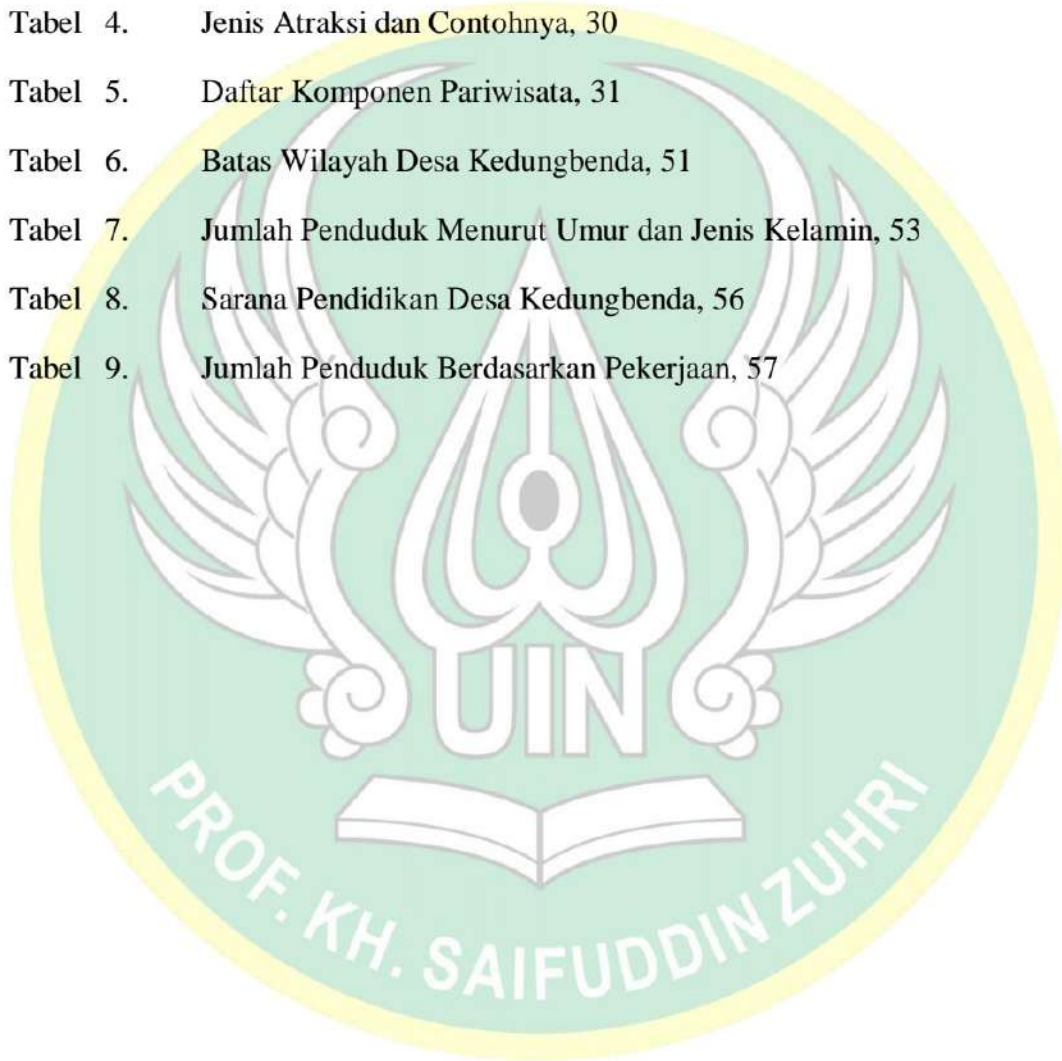 Tabel 4. Jenis Atraksi dan Contohnya, 30
Tabel 5. Daftar Komponen Pariwisata, 31
Tabel 6. Batas Wilayah Desa Kedungbenda, 51
Tabel 7. Jumlah Penduduk Menurut Umur dan Jenis Kelamin, 53
Tabel 8. Sarana Pendidikan Desa Kedungbenda, 56
Tabel 9. Jumlah Penduduk Berdasarkan Pekerjaan, 57
UIN
PROF. KH. SAIFUDDIN ZUHRI